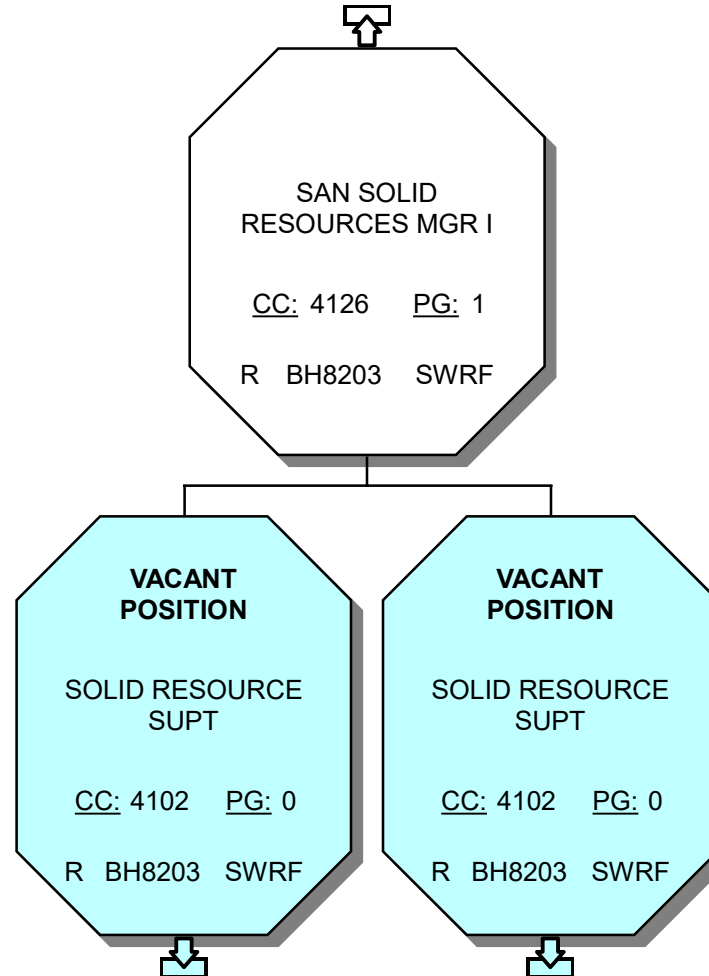 SAN SOLID
RESOURCES MGR I
CC: 4126 PG: 1
R BH8203 SWRF
VACANT
POSITION
SOLID RESOURCE
SUPT
CC: 4102 PG: 0
R BH8203 SWRF
VACANT
POSITION
SOLID RESOURCE
SUPT
CC: 4102 PG: 0
R BH8203 SWRF